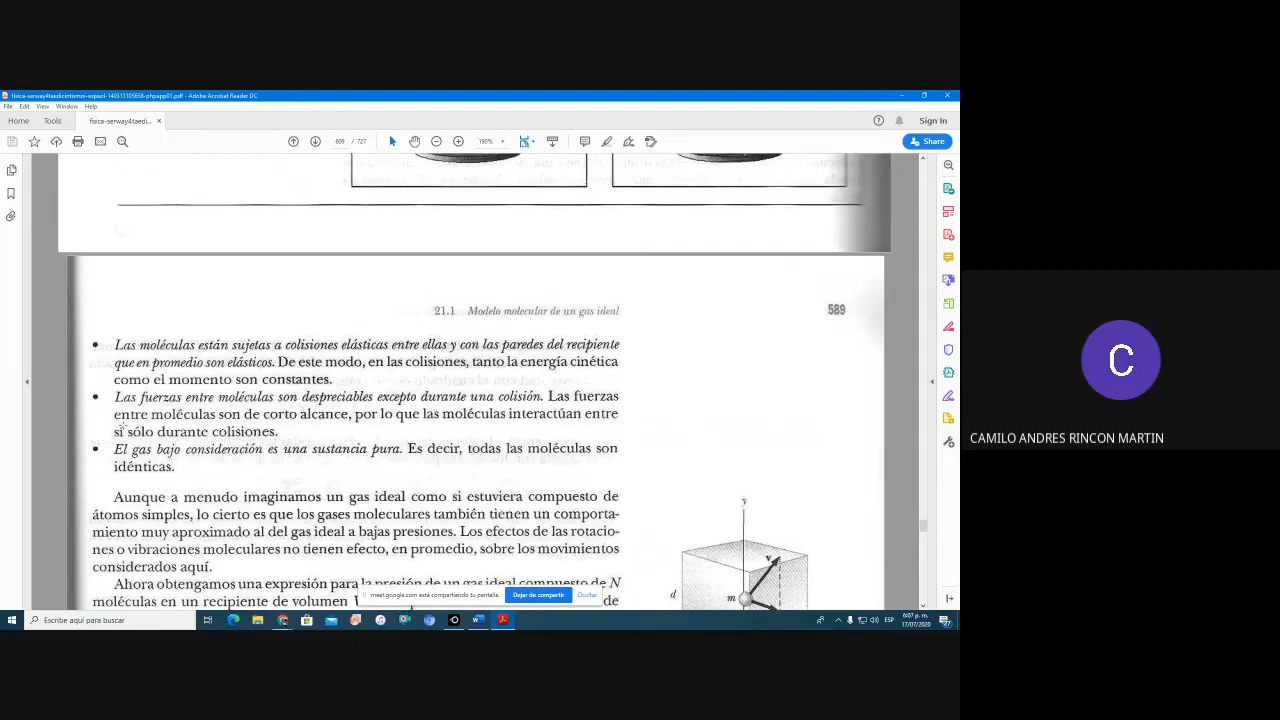 fisica-serway4taedicintomoi-espaol-140313105658-phpapp01.pdf - Adobe Acrobat Reader DC
File Edit View Window Help
Home Tools fisica-serway4taedi... × Sign In
609 / 727 190% Share
21.1 Modelo molecular de un gas ideal 589
• Las moléculas están sujetas a colisiones elásticas entre ellas y con las paredes del recipiente
que en promedio son elásticos. De este modo, en las colisiones, tanto la energía cinética
como el momento son constantes.
• Las fuerzas entre moléculas son despreciables excepto durante una colisión. Las fuerzas
entre moléculas son de corto alcance, por lo que las moléculas interactúan entre
sí sólo durante colisiones.
• El gas bajo consideración es una sustancia pura. Es decir, todas las moléculas son
idénticas.
Aunque a menudo imaginamos un gas ideal como si estuviera compuesto de
átomos simples, lo cierto es que los gases moleculares también tienen un comporta-
miento muy aproximado al del gas ideal a bajas presiones. Los efectos de las rotacio-
nes o vibraciones moleculares no tienen efecto, en promedio, sobre los movimientos
considerados aquí.
Ahora obtengamos una expresión para la presión de un gas ideal compuesto de N
moléculas en un recipiente de volumen de
y
v
d
m
meet.google.com está compartiendo tu pantalla. Dejar de compartir Ocultar
C
CAMILO ANDRES RINCON MARTIN
Escribe aquí para buscar
ESP
6:07 p. m.
17/07/2020